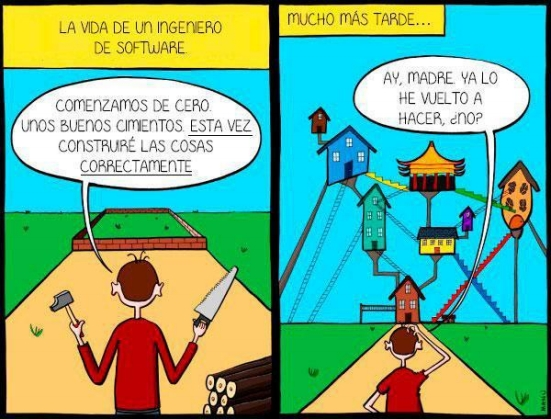 LA VIDA DE UN INGENIERO
DE SOFTWARE
COMENZAMOS DE CERO.
UNOS BUENOS CIMIENTOS. ESTA VEZ
CONSTRUIRÉ LAS COSAS
CORRECTAMENTE
MUCHO MÁS TARDE...
AY, MADRE. YA LO
HE VUELTO A
HACER, ¿NO?